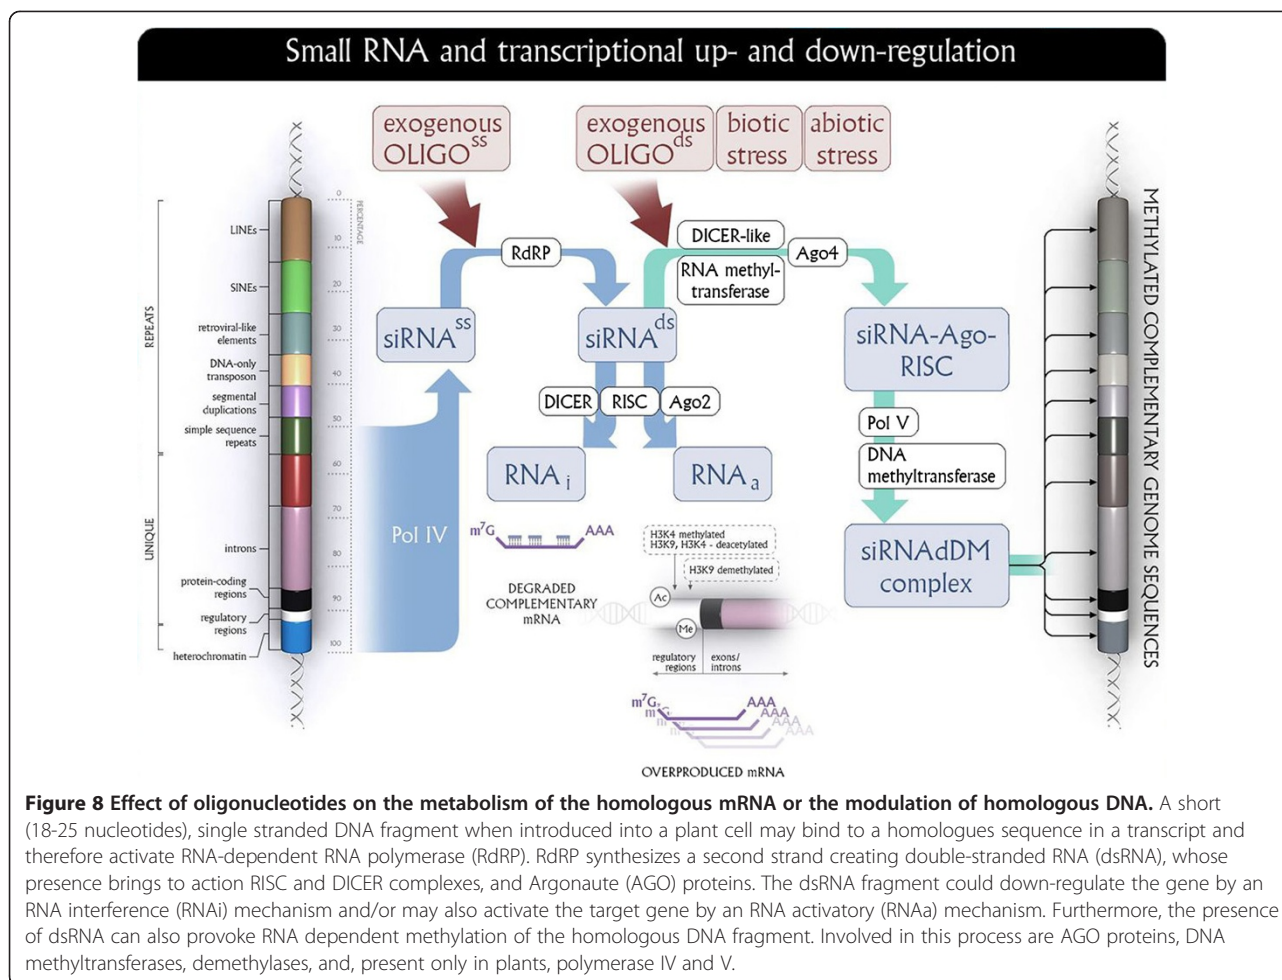 Small RNA and transcriptional up- and down-regulation
exogenous
OLIGO^ss
exogenous
OLIGO^ds
biotic
stress
abiotic
stress
0
10
20
30
40
50
60
70
80
90
100
PERCENTAGE
REPEATS
UNIQUE
LINEs
SINEs
retroviral-like
elements
DNA-only
transposon
segmental
duplications
simple sequence
repeats
introns
protein-coding
regions
regulatory
regions
heterochromatin
Pol IV
siRNA^ss
RdRP
siRNA^ds
DICER-like
RNA methyl-
transferase
Ago4
siRNA-Ago-
RISC
DICER
RISC
Ago2
RNA i
RNA a
Pol V
DNA
methyltransferase
siRNAdDM
complex
METHYLATED COMPLEMENTARY GENOME SEQUENCES
m⁷G
AAA
DEGRADED
COMPLEMENTARY
mRNA
H3K4 methylated
H3K9, H3K4 - deacetylated
H3K9 demethylated
Ac
Me
regulatory
regions
exons/
introns
m⁷G
AAA
m⁷G
AAA
AAA
AAA
OVERPRODUCED mRNA
Figure 8 Effect of oligonucleotides on the metabolism of the homologous mRNA or the modulation of homologous DNA. A short
(18-25 nucleotides), single stranded DNA fragment when introduced into a plant cell may bind to a homologues sequence in a transcript and
therefore activate RNA-dependent RNA polymerase (RdRP). RdRP synthesizes a second strand creating double-stranded RNA (dsRNA), whose
presence brings to action RISC and DICER complexes, and Argonaute (AGO) proteins. The dsRNA fragment could down-regulate the gene by an
RNA interference (RNAi) mechanism and/or may also activate the target gene by an RNA activatory (RNAa) mechanism. Furthermore, the presence
of dsRNA can also provoke RNA dependent methylation of the homologous DNA fragment. Involved in this process are AGO proteins, DNA
methyltransferases, demethylases, and, present only in plants, polymerase IV and V.